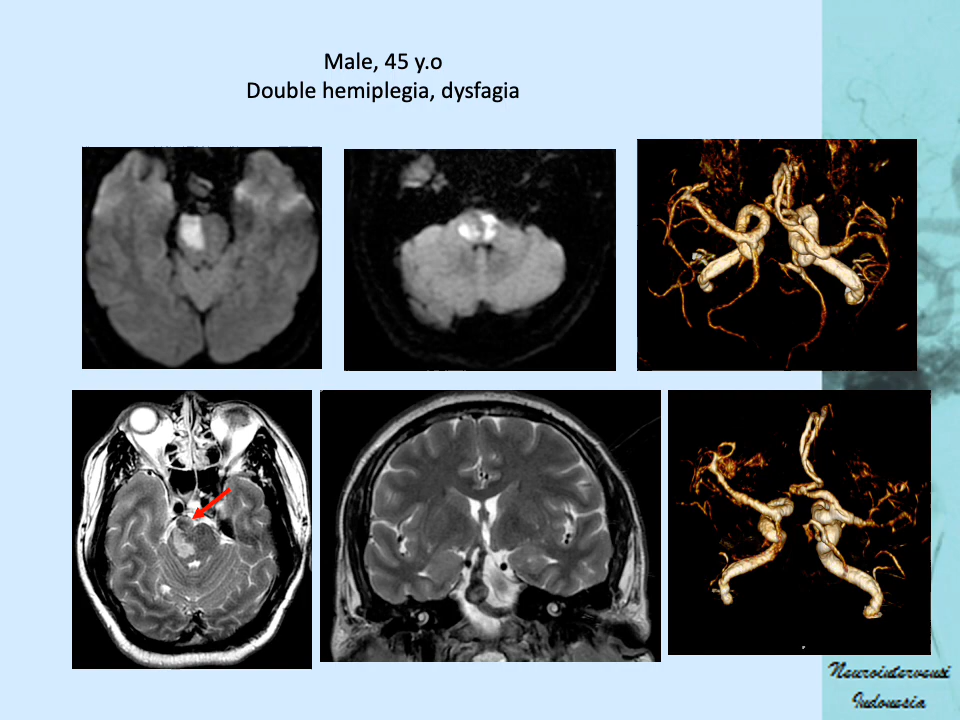 Male, 45 y.o
Double hemiplegia, dysfagia
Neurointervensi
Indonesia